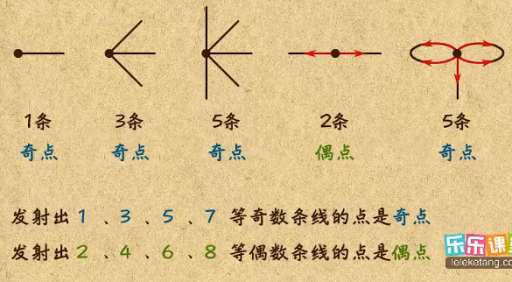 1条 3条 5条 2条 5条
奇点 奇点 奇点 偶点 奇点
发射出1、3、5、7等奇数条线的点是奇点
发射出2、4、6、8等偶数条线的点是偶点
乐乐课堂
leleketang.com